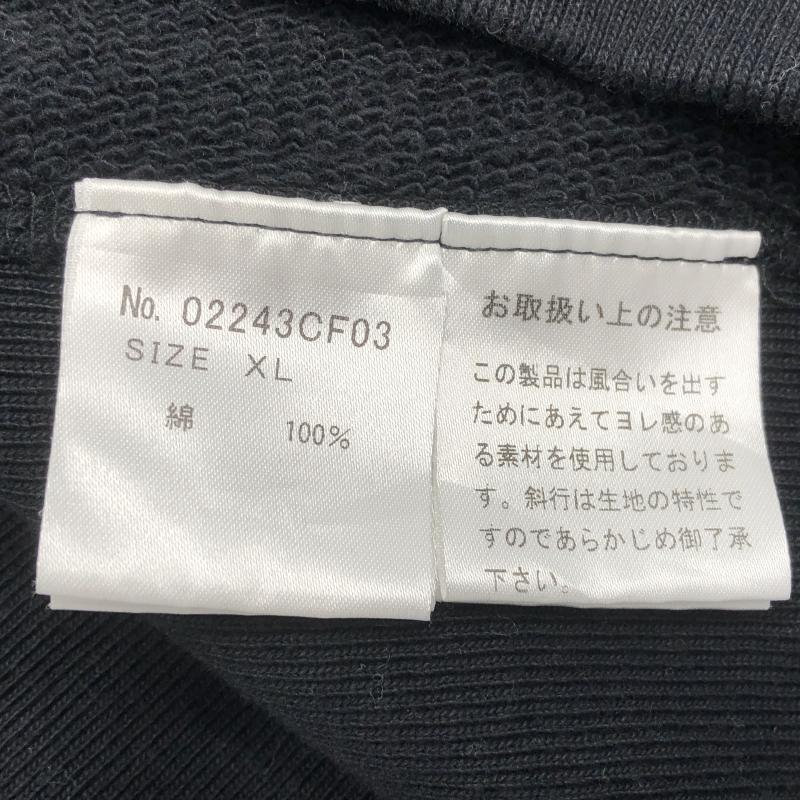 No. 02243CF03
SIZE XL
綿 100%
お取扱い上の注意
この製品は風合いを出す
ためにあえてヨレ感のあ
る素材を使用しておりま
す。斜行は生地の特性で
すのであらかじめ御了承
下さい。